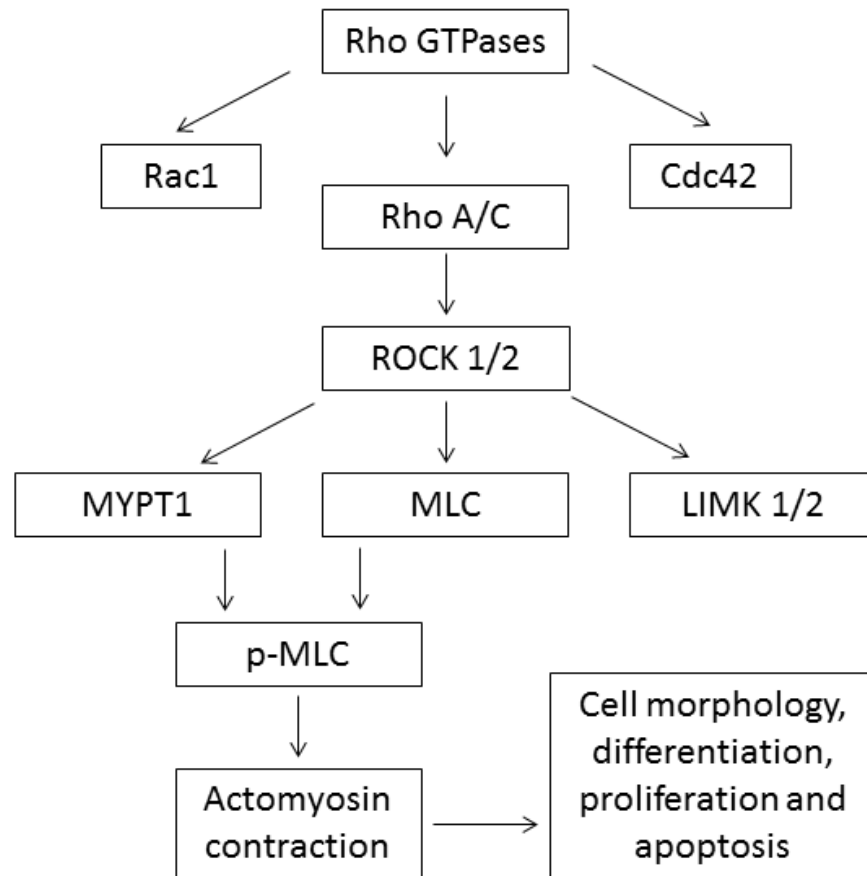 Rho GTPases
Rac1
Cdc42
Rho A/C
ROCK 1/2
MYPT1
MLC
LIMK 1/2
p-MLC
Actomyosin
contraction
Cell morphology,
differentiation,
proliferation and
apoptosis